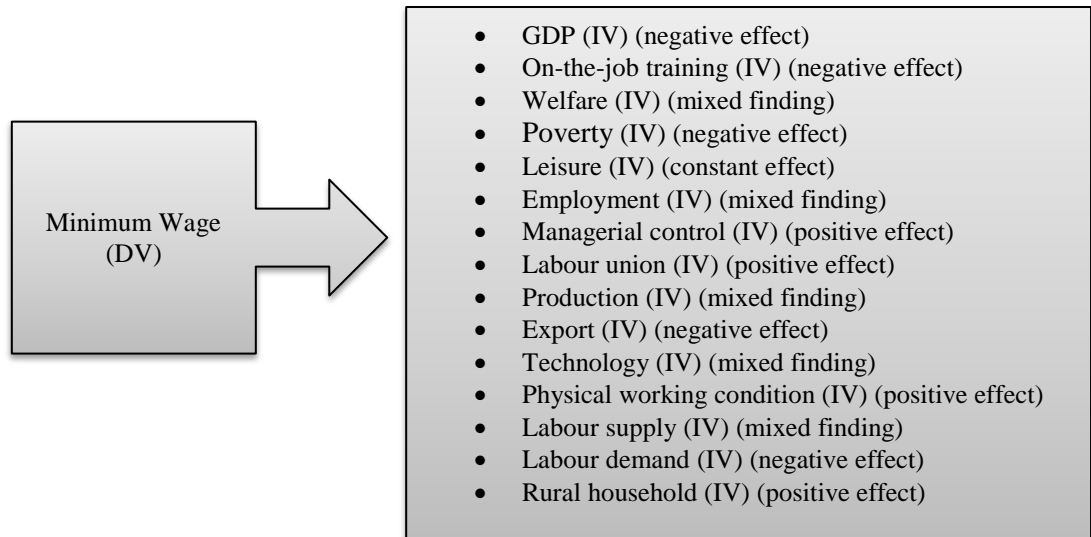 Minimum Wage
(DV)
• GDP (IV) (negative effect)
• On-the-job training (IV) (negative effect)
• Welfare (IV) (mixed finding)
• Poverty (IV) (negative effect)
• Leisure (IV) (constant effect)
• Employment (IV) (mixed finding)
• Managerial control (IV) (positive effect)
• Labour union (IV) (positive effect)
• Production (IV) (mixed finding)
• Export (IV) (negative effect)
• Technology (IV) (mixed finding)
• Physical working condition (IV) (positive effect)
• Labour supply (IV) (mixed finding)
• Labour demand (IV) (negative effect)
• Rural household (IV) (positive effect)